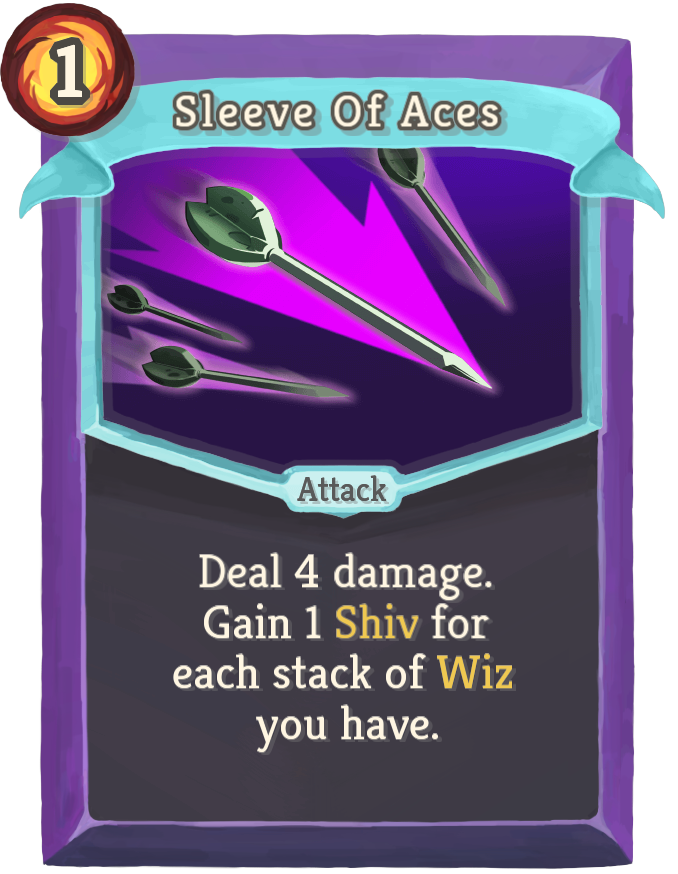 1
Sleeve Of Aces
Attack
Deal 4 damage.
Gain 1 Shiv for
each stack of Wiz
you have.